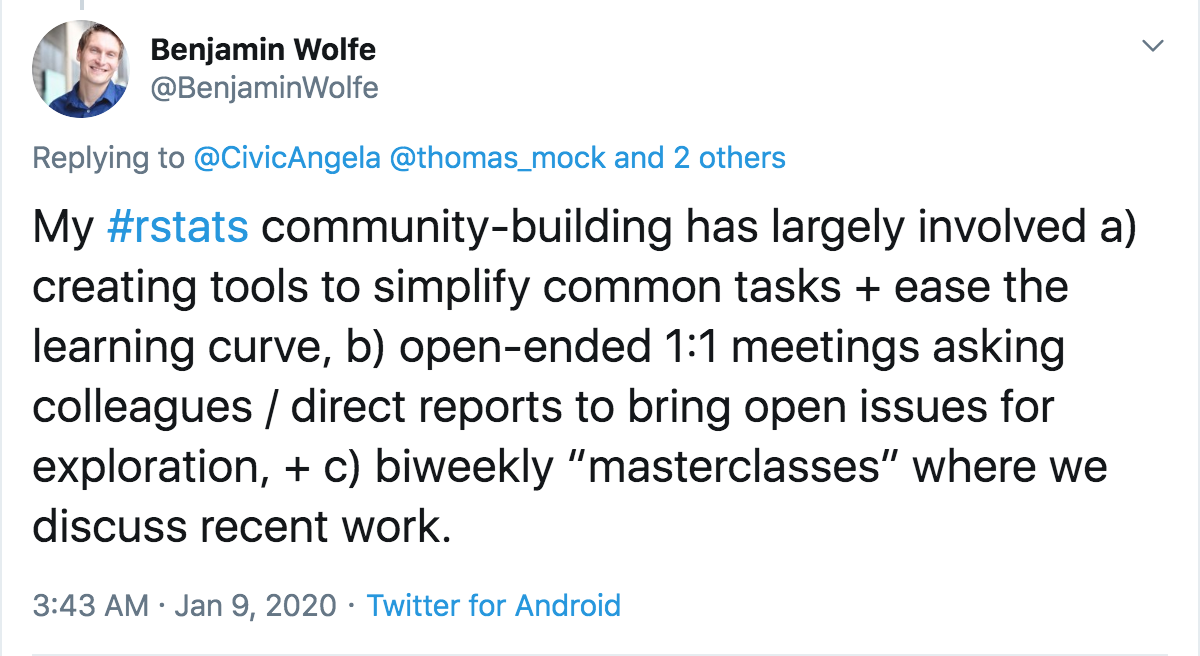 Benjamin Wolfe
@BenjaminWolfe
Replying to @CivicAngela @thomas_mock and 2 others
My #rstats community-building has largely involved a)
creating tools to simplify common tasks + ease the
learning curve, b) open-ended 1:1 meetings asking
colleagues / direct reports to bring open issues for
exploration, + c) biweekly “masterclasses” where we
discuss recent work.
3:43 AM · Jan 9, 2020 · Twitter for Android